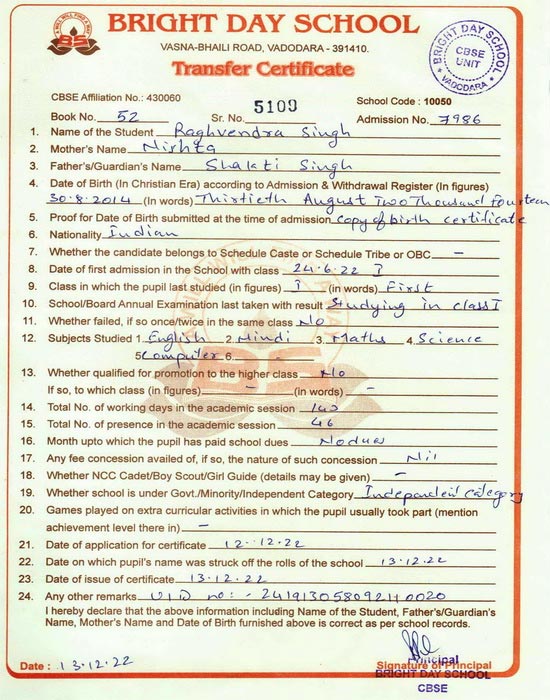 BRIGHT DAY SCHOOL
VASNA-BHAILI ROAD, VADODARA - 391410.
Transfer Certificate
BRIGHT DAY SCHOOL
CBSE
UNIT
VADODARA
CBSE Affiliation No.: 430060
School Code : 10050
Book No. 52 Sr. No. 5109 Admission No. 7986
1. Name of the Student Raghvendra Singh
2. Mother's Name Nishta
3. Father's/Guardian's Name Shakti Singh
4. Date of Birth (In Christian Era) according to Admission & Withdrawal Register (In figures)
30.8.2014 (In words) Thirtieth August Two Thousand Fourteen
5. Proof for Date of Birth submitted at the time of admission copy of birth certificate
6. Nationality Indian
7. Whether the candidate belongs to Schedule Caste or Schedule Tribe or OBC -
8. Date of first admission in the School with class 24.6.22 I
9. Class in which the pupil last studied (in figures) I (in words) First
10. School/Board Annual Examination last taken with result Studying in class I
11. Whether failed, if so once/twice in the same class No
12. Subjects Studied 1. English 2. Hindi 3. Maths 4. Science
5. Computer 6.
13. Whether qualified for promotion to the higher class No
If so, to which class (in figures) - (in words) -
14. Total No. of working days in the academic session
15. Total No. of presence in the academic session 46
16. Month upto which the pupil has paid school dues Nodues
17. Any fee concession availed of, if so, the nature of such concession Nil
18. Whether NCC Cadet/Boy Scout/Girl Guide (details may be given) -
19. Whether school is under Govt./Minority/Independent Category Independent category
20. Games played on extra curricular activities in which the pupil usually took part (mention
achievement level there in) -
21. Date of application for certificate 12.12.22
22. Date on which pupil's name was struck off the rolls of the school 13.12.22
23. Date of issue of certificate 13.12.22
24. Any other remarks UID no:-
I hereby declare that the above information including Name of the Student, Father's/Guardian's
Name, Mother's Name and Date of Birth furnished above is correct as per school records.
Date : 13.12.22
Principal
Signature of Principal
BRIGHT DAY SCHOOL
CBSE